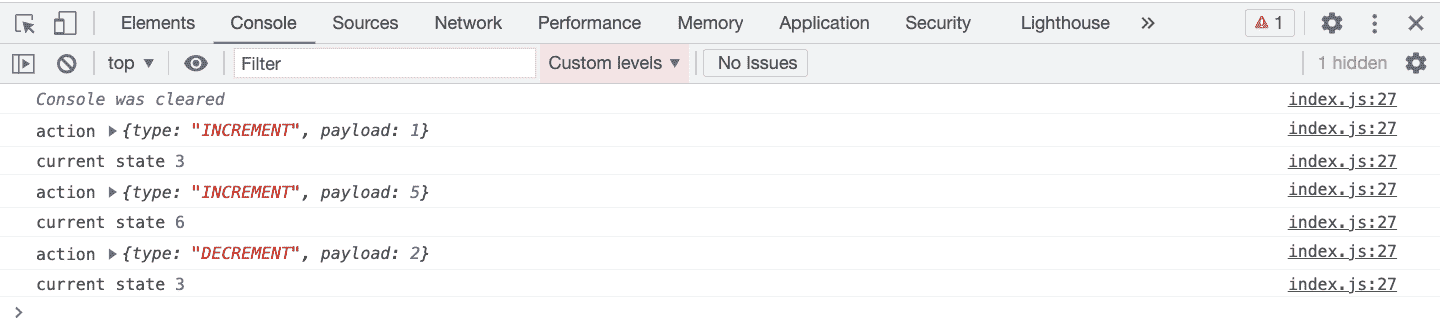 Elements Console Sources Network Performance Memory Application Security Lighthouse » 1
top ▼ Filter Custom levels ▼ No Issues 1 hidden
Console was cleared index.js:27
action ▶{type: "INCREMENT", payload: 1} index.js:27
current state 3 index.js:27
action ▶{type: "INCREMENT", payload: 5} index.js:27
current state 6 index.js:27
action ▶{type: "DECREMENT", payload: 2} index.js:27
current state 3 index.js:27
>